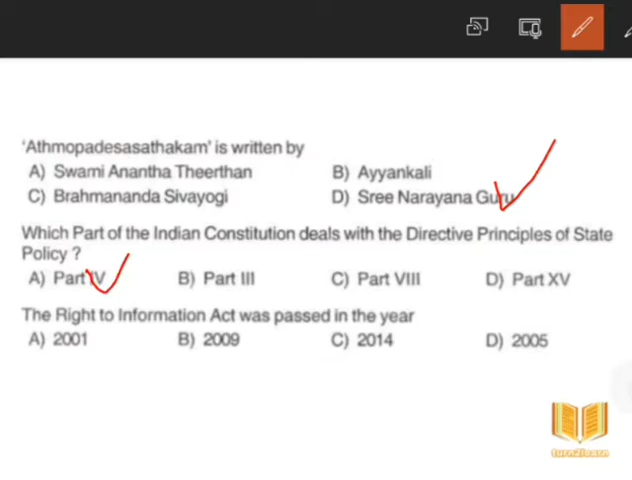 'Athmopadesasathakam' is written by
A) Swami Anantha Theerthan B) Ayyankali
C) Brahmananda Sivayogi D) Sree Narayana Guru
Which Part of the Indian Constitution deals with the Directive Principles of State
Policy ?
A) Part IV B) Part III C) Part VIII D) Part XV
The Right to Information Act was passed in the year
A) 2001 B) 2009 C) 2014 D) 2005
turn2learn